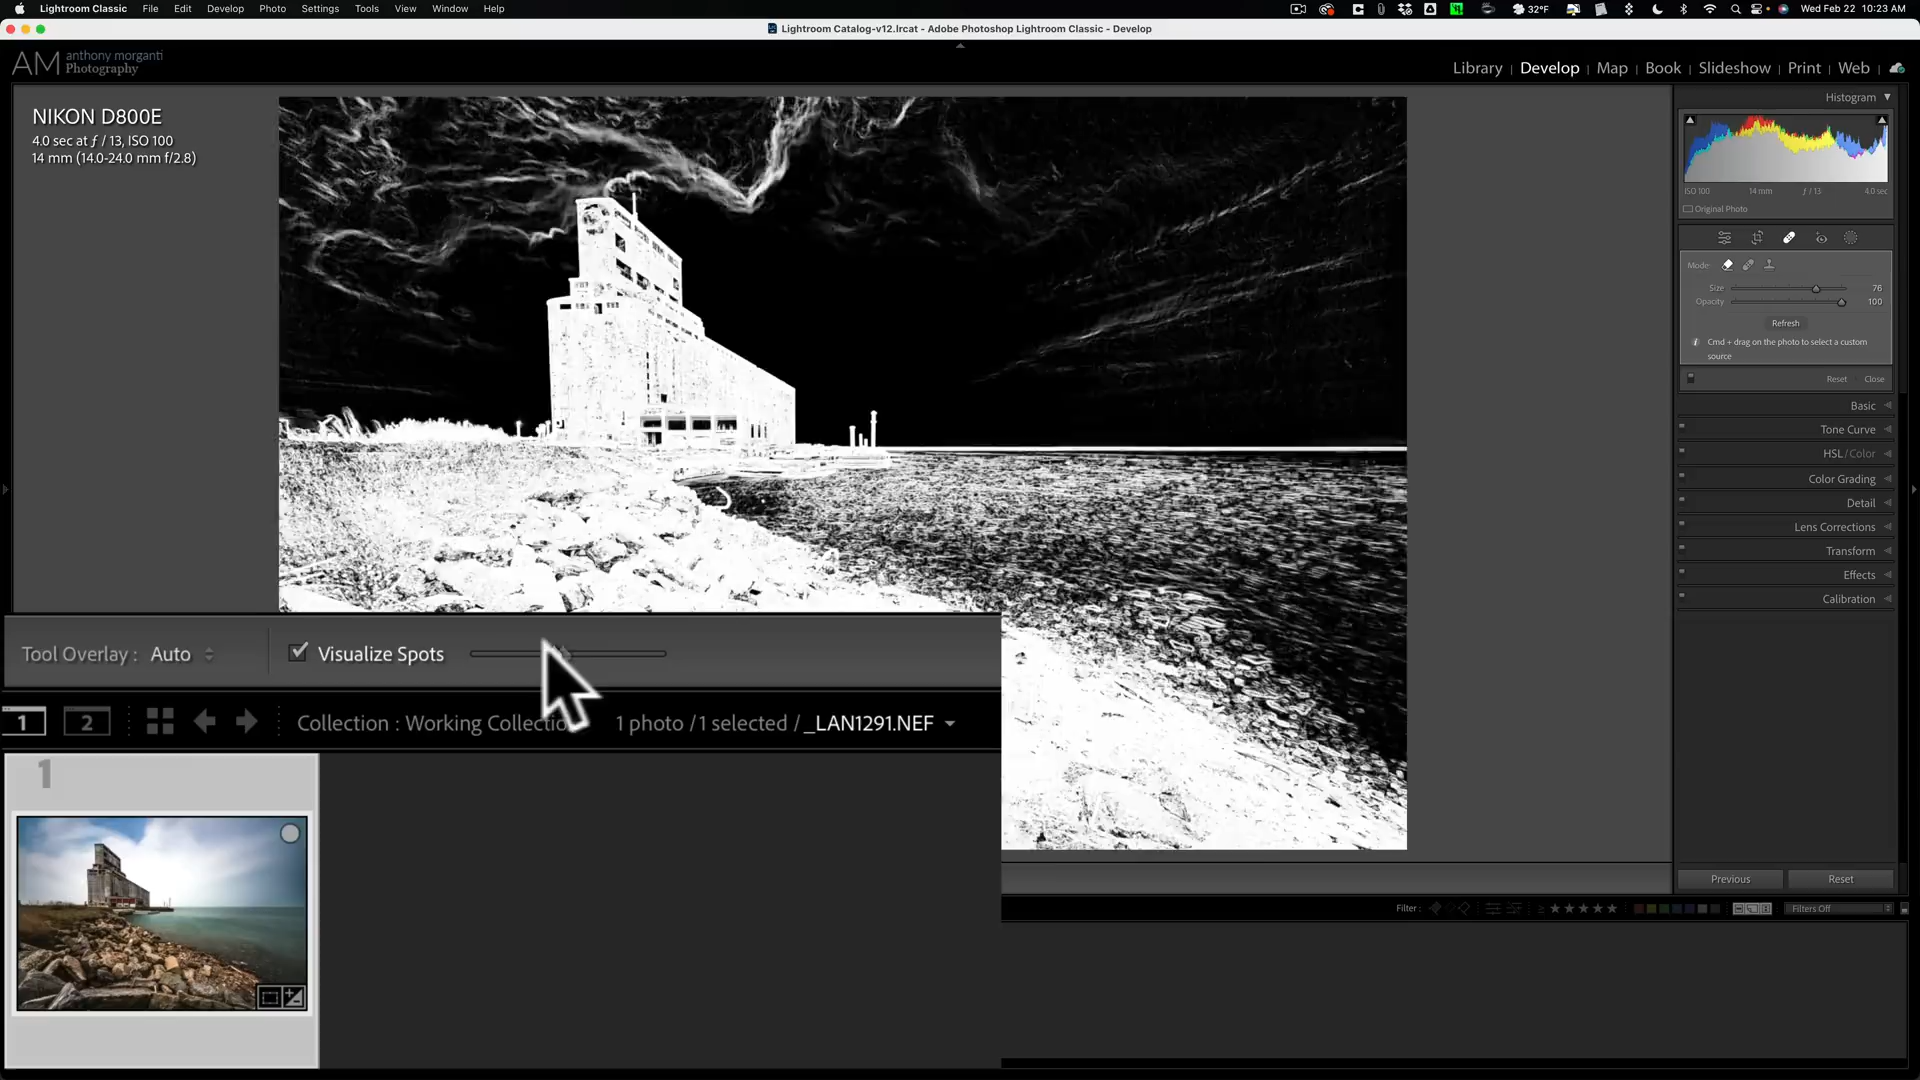 Lightroom Classic File Edit Develop Photo Settings Tools View Window Help
32°F Wed Feb 22 10:23 AM
Lightroom Catalog-v12.lrcat - Adobe Photoshop Lightroom Classic - Develop
AM anthony morganti
Photography
Library | Develop | Map | Book | Slideshow | Print | Web
NIKON D800E
4.0 sec at ƒ / 13, ISO 100
14 mm (14.0-24.0 mm f/2.8)
Histogram
ISO 100 14 mm ƒ / 13 4.0 sec
Original Photo
Mode:
Size 76
Opacity 100
Refresh
Cmd + drag on the photo to select a custom
source
Reset Close
Basic
Tone Curve
HSL / Color
Color Grading
Detail
Lens Corrections
Transform
Effects
Calibration
Tool Overlay : Auto Visualize Spots
1 2 Collection : Working Collection 1 photo / 1 selected / _LAN1291.NEF
1
Previous Reset
Filter : Filters Off